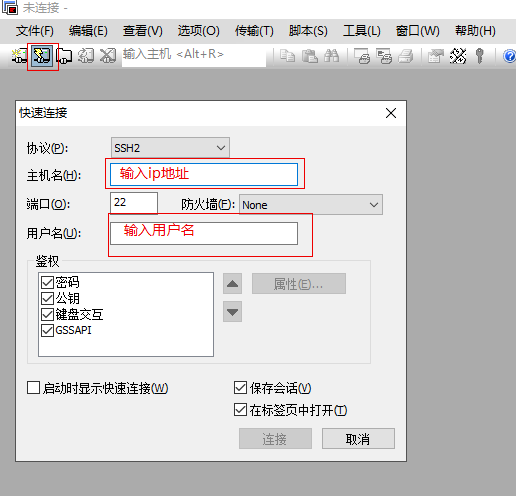 未连接 -
文件(F) 编辑(E) 查看(V) 选项(O) 传输(T) 脚本(S) 工具(L) 窗口(W) 帮助(H)
输入主机 <Alt+R>
快速连接
协议(P): SSH2
主机名(H): 输入ip地址
端口(O): 22 防火墙(F): None
用户名(U): 输入用户名
鉴权
密码
公钥
键盘交互
GSSAPI
属性(E)...
启动时显示快速连接(W) 保存会话(V)
在标签页中打开(T)
连接 取消